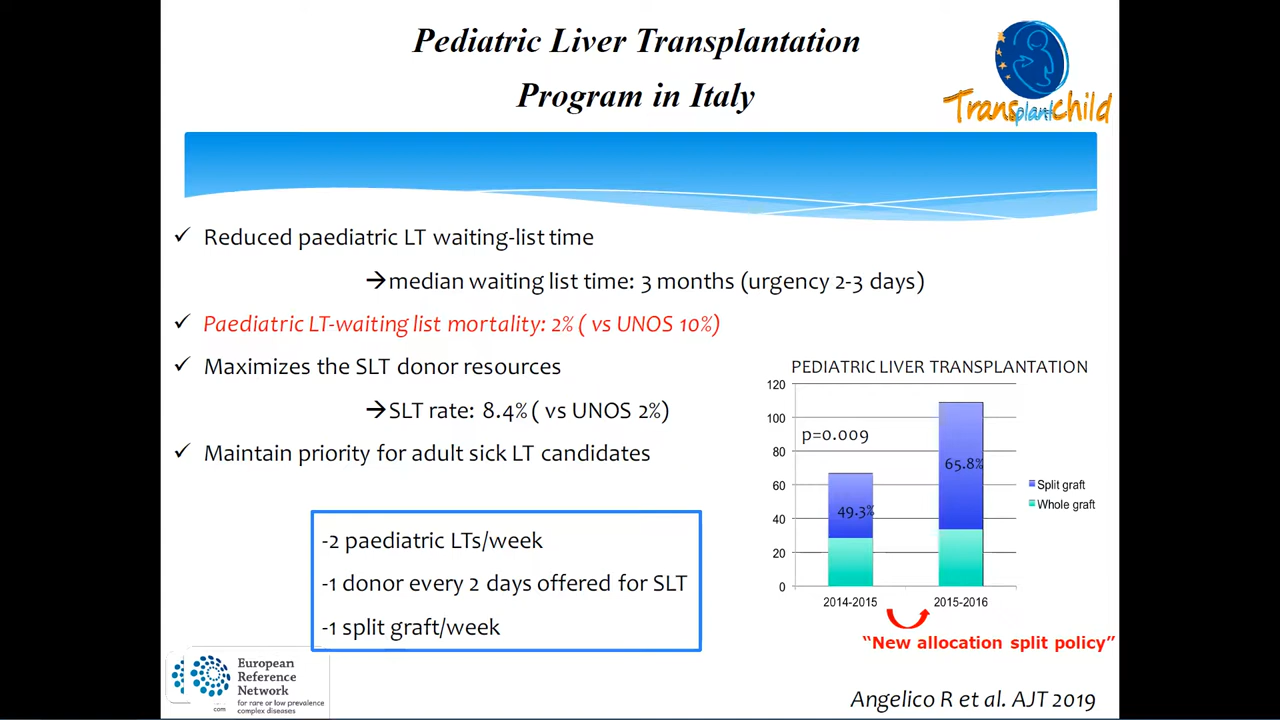 Pediatric Liver Transplantation
Program in Italy
Transplantchild
✓ Reduced paediatric LT waiting-list time
→median waiting list time: 3 months (urgency 2-3 days)
✓ Paediatric LT-waiting list mortality: 2% ( vs UNOS 10%)
✓ Maximizes the SLT donor resources
→SLT rate: 8.4% ( vs UNOS 2%)
✓ Maintain priority for adult sick LT candidates
-2 paediatric LTs/week
-1 donor every 2 days offered for SLT
-1 split graft/week
PEDIATRIC LIVER TRANSPLANTATION
120
100
80
60
40
20
0
p=0.009
49.3%
65.8%
Split graft
Whole graft
2014-2015
2015-2016
“New allocation split policy”
European
Reference
Network
for rare or low prevalence
complex diseases
com
Angelico R et al. AJT 2019